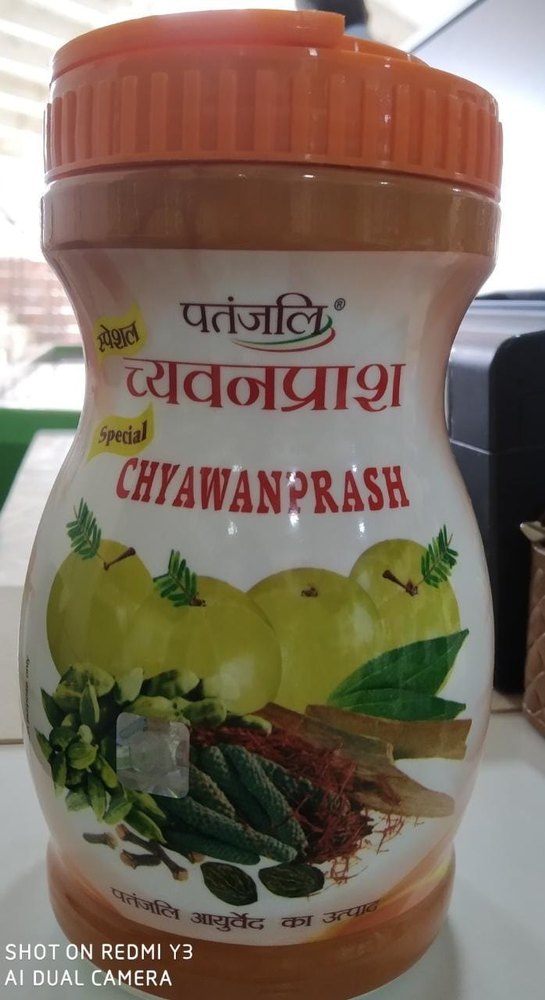 पतंजलि®
स्पेशल
च्यवनप्राश
Special
CHYAWANPRASH
पतंजलि आयुर्वेद का उत्पाद
SHOT ON REDMI Y3
AI DUAL CAMERA